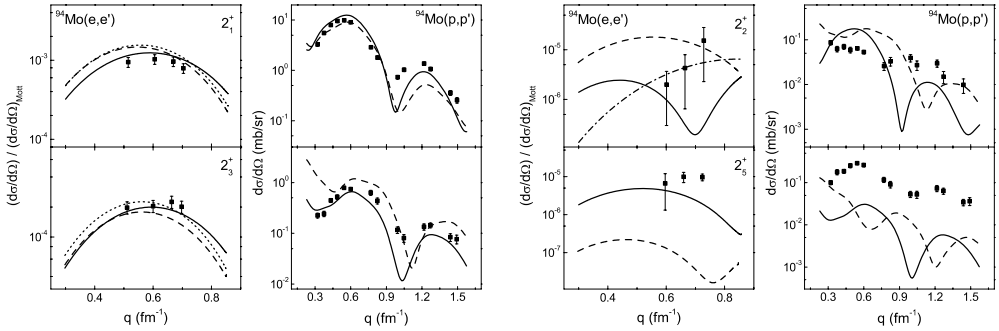 ⁹⁴Mo(e,e')
2⁺₁
10⁻³
10⁻⁴
2⁺₃
10⁻⁴
(dσ/dΩ) / (dσ/dΩ)Mott
0.4 0.6 0.8
q (fm⁻¹)
⁹⁴Mo(p,p')
10¹
10⁰
10⁻¹
10⁰
10⁻¹
10⁻²
dσ/dΩ (mb/sr)
0.3 0.6 0.9 1.2 1.5
q (fm⁻¹)
⁹⁴Mo(e,e')
2⁺₂
10⁻⁵
10⁻⁶
2⁺₅
10⁻⁵
10⁻⁶
10⁻⁷
(dσ/dΩ) / (dσ/dΩ)Mott
0.4 0.6 0.8
q (fm⁻¹)
⁹⁴Mo(p,p')
10⁻¹
10⁻²
10⁻³
10⁻¹
10⁻²
10⁻³
dσ/dΩ (mb/sr)
0.3 0.6 0.9 1.2 1.5
q (fm⁻¹)